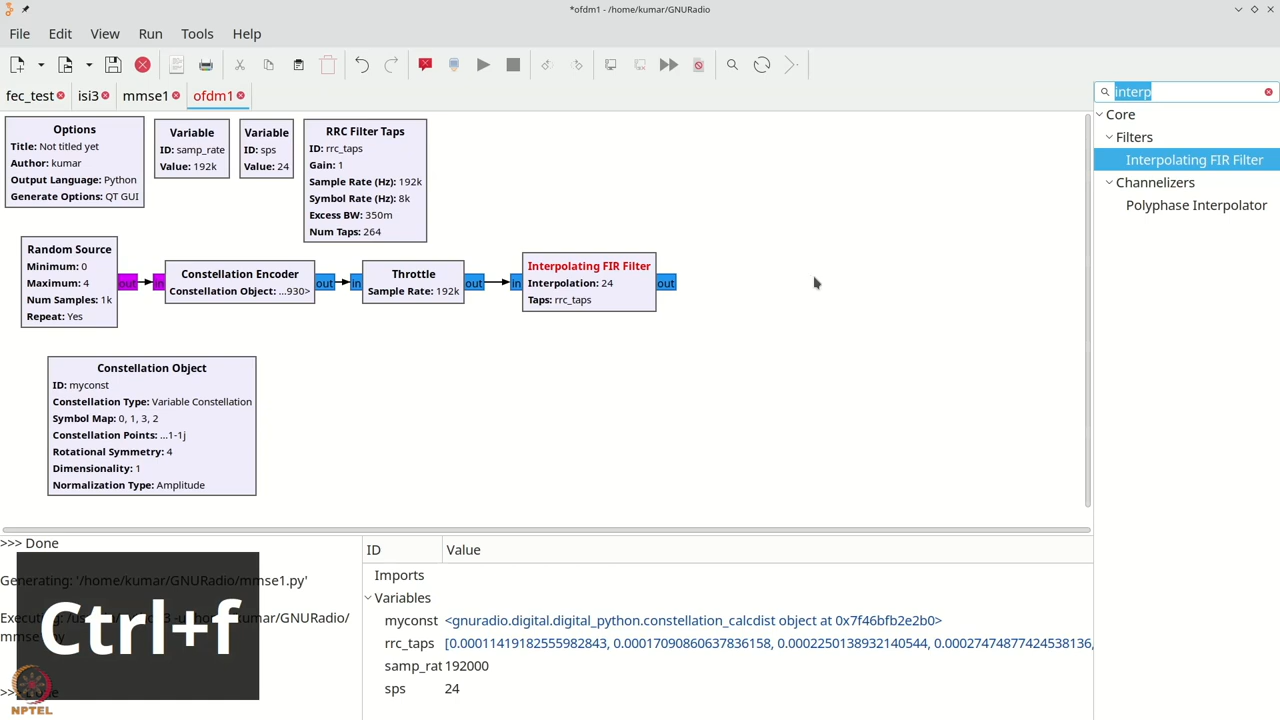 *ofdm1 - /home/kumar/GNURadio
File Edit View Run Tools Help
fec_test isi3 mmse1 ofdm1
interp
Core
Filters
Interpolating FIR Filter
Channelizers
Polyphase Interpolator
Options
Title: Not titled yet
Author: kumar
Output Language: Python
Generate Options: QT GUI
Variable
ID: samp_rate
Value: 192k
Variable
ID: sps
Value: 24
RRC Filter Taps
ID: rrc_taps
Gain: 1
Sample Rate (Hz): 192k
Symbol Rate (Hz): 8k
Excess BW: 350m
Num Taps: 264
Random Source
Minimum: 0
Maximum: 4
Num Samples: 1k
Repeat: Yes
out
in
Constellation Encoder
Constellation Object: ...930>
out
in
Throttle
Sample Rate: 192k
out
in
Interpolating FIR Filter
Interpolation: 24
Taps: rrc_taps
out
Constellation Object
ID: myconst
Constellation Type: Variable Constellation
Symbol Map: 0, 1, 3, 2
Constellation Points: ...1-1j
Rotational Symmetry: 4
Dimensionality: 1
Normalization Type: Amplitude
>>> Done
Generating: '/home/kumar/GNURadio/mmse1.py'
kumar/GNURadio/
Ctrl+f
NPTEL
ID Value
Imports
Variables
myconst <gnuradio.digital.digital_python.constellation_calcdist object at 0x7f46bfb2e2b0>
rrc_taps [0.00011419182555982843, 0.00017090860637836158, 0.0002250138932140544, 0.00027474877424538136,
samp_rat 192000
sps 24